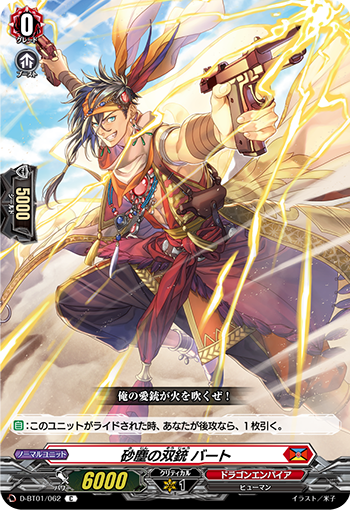 0
グレード
ブースト
シールド
5000
俺の愛銃が火を吹くぜ!
自:このユニットがライドされた時、あなたが後攻なら、1枚引く。
ノーマルユニット
砂塵の双銃 バート
パワー
6000
クリティカル
1
ドラゴンエンパイア
ヒューマン
D-BT01/062 C
イラスト/米子